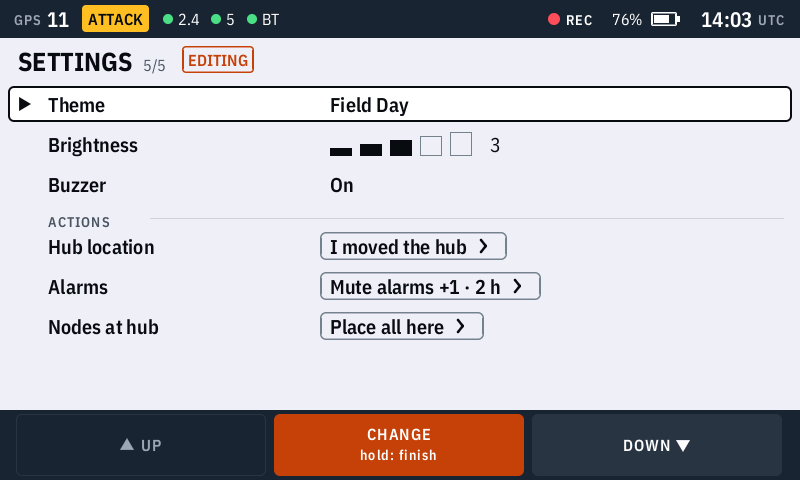 GPS 11 ATTACK 2.4 5 BT REC 76% 14:03 UTC
SETTINGS 5/5 EDITING
Theme Field Day
Brightness 3
Buzzer On
ACTIONS
Hub location I moved the hub
Alarms Mute alarms +1 · 2 h
Nodes at hub Place all here
UP CHANGE DOWN
hold: finish